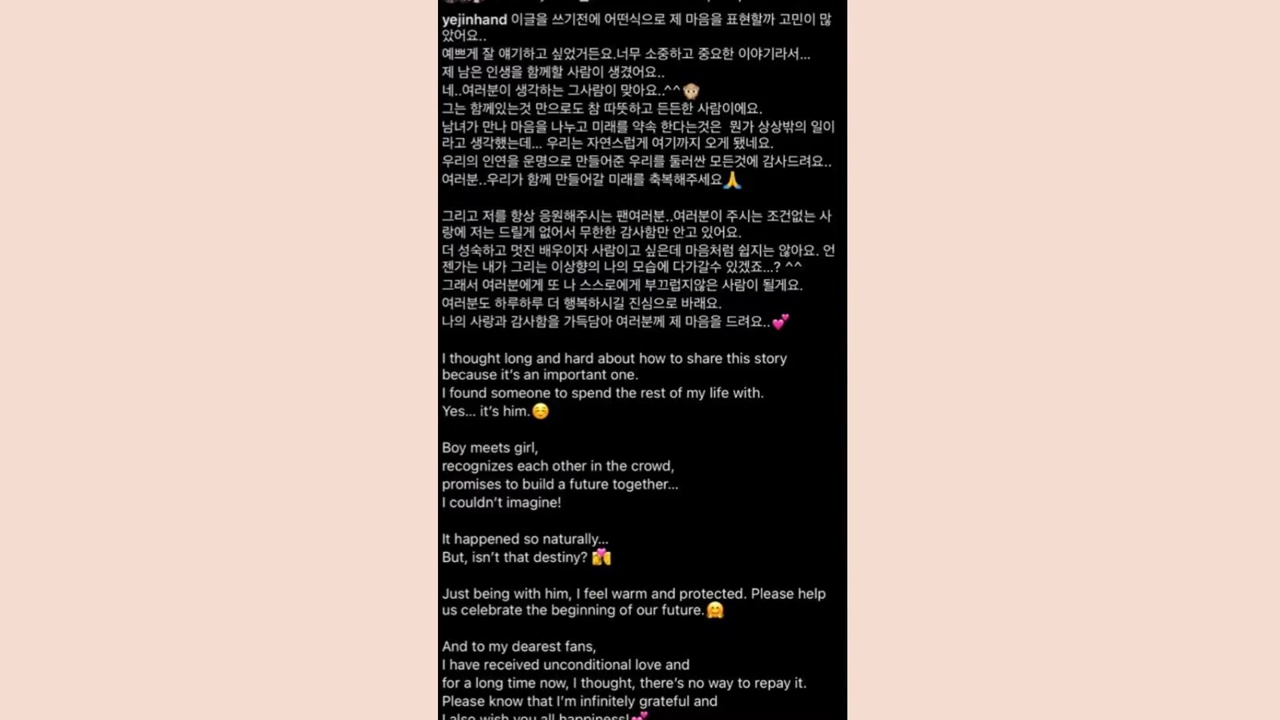 yejinhand 이글을 쓰기전에 어떤식으로 제 마음을 표현할까 고민이 많
았어요..
예쁘게 잘 얘기하고 싶었거든요.너무 소중하고 중요한 이야기라서...
제 남은 인생을 함께할 사람이 생겼어요..
네..여러분이 생각하는 그사람이 맞아요..^^🙊
그는 함께있는것 만으로도 참 따뜻하고 든든한 사람이에요.
남녀가 만나 마음을 나누고 미래를 약속 한다는것은 뭔가 상상밖의 일이
라고 생각했는데... 우리는 자연스럽게 여기까지 오게 됐네요.
우리의 인연을 운명으로 만들어준 우리를 둘러싼 모든것에 감사드려요..
여러분..우리가 함께 만들어갈 미래를 축복해주세요🙏
그리고 저를 항상 응원해주시는 팬여러분..여러분이 주시는 조건없는 사
랑에 저는 드릴게 없어서 무한한 감사함만 안고 있어요.
더 성숙하고 멋진 배우이자 사람이고 싶은데 마음처럼 쉽지는 않아요. 언
젠가는 내가 그리는 이상향의 나의 모습에 다가갈수 있겠죠...? ^^
그래서 여러분에게 또 나 스스로에게 부끄럽지않은 사람이 될게요.
여러분도 하루하루 더 행복하시길 진심으로 바래요.
나의 사랑과 감사함을 가득담아 여러분께 제 마음을 드려요..💕
I thought long and hard about how to share this story
because it's an important one.
I found someone to spend the rest of my life with.
Yes... it's him.☺️
Boy meets girl,
recognizes each other in the crowd,
promises to build a future together...
I couldn't imagine!
It happened so naturally...
But, isn't that destiny? 💏
Just being with him, I feel warm and protected. Please help
us celebrate the beginning of our future.🤗
And to my dearest fans,
I have received unconditional love and
for a long time now, I thought, there's no way to repay it.
Please know that I'm infinitely grateful and
I also wish you all happiness!💕